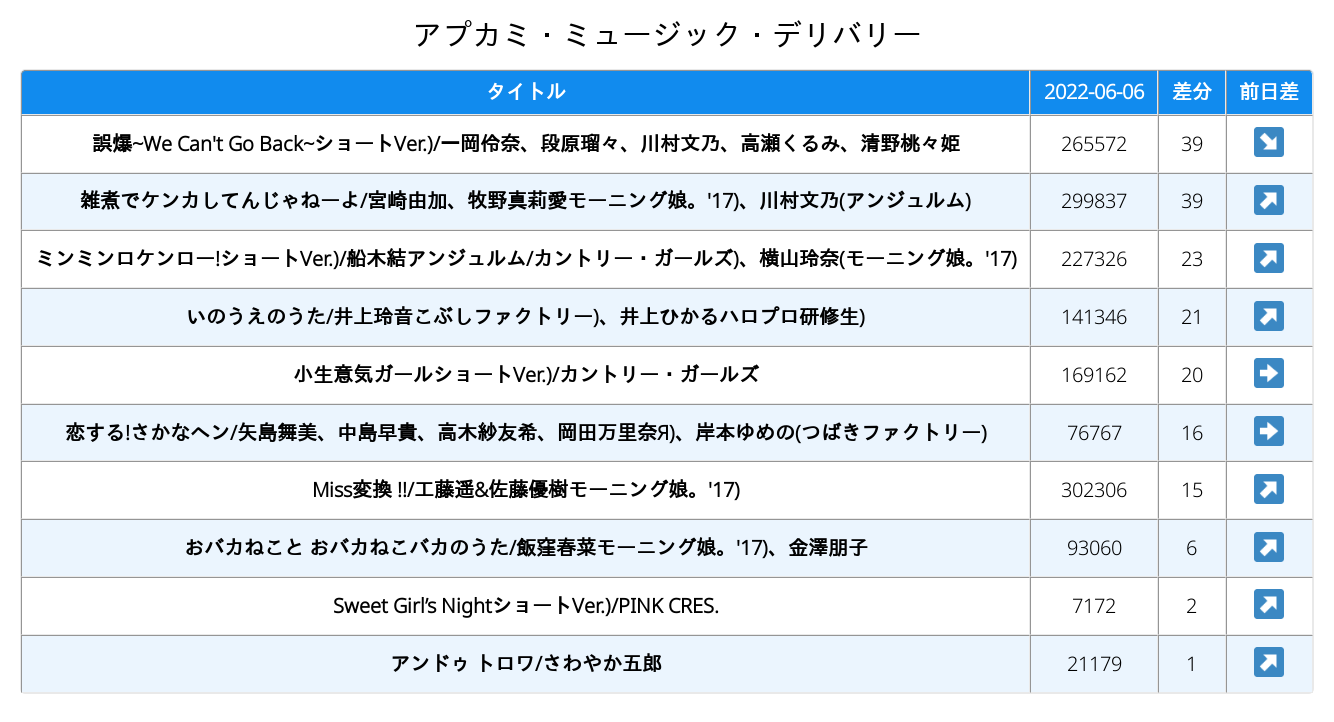 アプカミ・ミュージック・デリバリー
タイトル 2022-06-06 差分 前日差
誤爆~We Can't Go Back~ショートVer.)/一岡伶奈、段原瑠々、川村文乃、高瀬くるみ、清野桃々姫 265572 39
雑煮でケンカしてんじゃねーよ/宮崎由加、牧野真莉愛モーニング娘。'17)、川村文乃(アンジュルム) 299837 39
ミンミンロケンロー!ショートVer.)/船木結アンジュルム/カントリー・ガールズ)、横山玲奈(モーニング娘。'17) 227326 23
いのうえのうた/井上玲音こぶしファクトリー)、井上ひかるハロプロ研修生) 141346 21
小生意気ガールショートVer.)/カントリー・ガールズ 169162 20
恋する!さかなヘン/矢島舞美、中島早貴、高木紗友希、岡田万里奈Я)、岸本ゆめの(つばきファクトリー) 76767 16
Miss変換 !!/工藤遥&佐藤優樹モーニング娘。'17) 302306 15
おバカねこと おバカねこバカのうた/飯窪春菜モーニング娘。'17)、金澤朋子 93060 6
Sweet Girl’s NightショートVer.)/PINK CRES. 7172 2
アンドゥ トロワ/さわやか五郎 21179 1